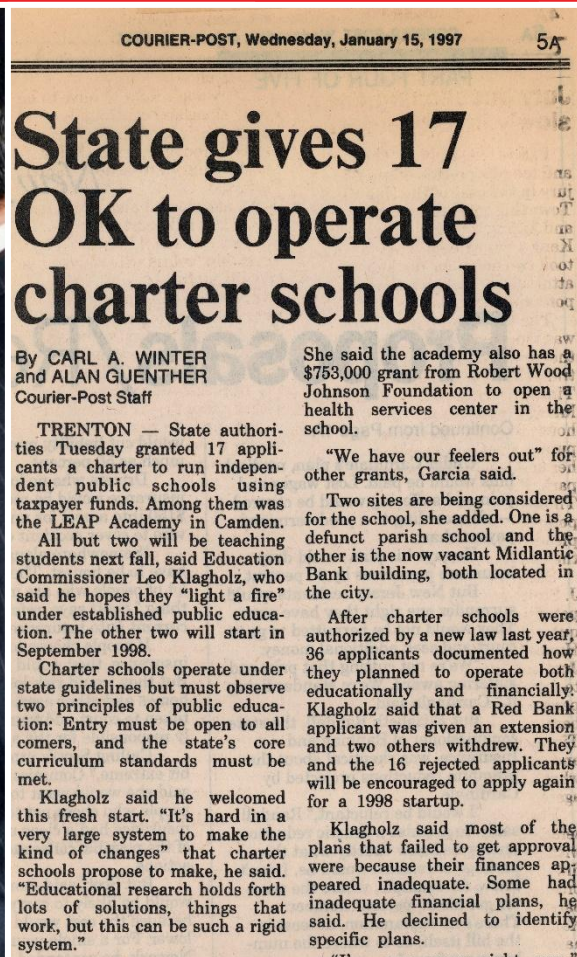 COURIER-POST, Wednesday, January 15, 1997 5A
State gives 17
OK to operate
charter schools
By CARL A. WINTER
and ALAN GUENTHER
Courier-Post Staff
TRENTON — State authori-
ties Tuesday granted 17 appli-
cants a charter to run indepen-
dent public schools using
taxpayer funds. Among them was
the LEAP Academy in Camden.
All but two will be teaching
students next fall, said Education
Commissioner Leo Klagholz, who
said he hopes they “light a fire”
under established public educa-
tion. The other two will start in
September 1998.
Charter schools operate under
state guidelines but must observe
two principles of public educa-
tion: Entry must be open to all
comers, and the state’s core
curriculum standards must be
met.
Klagholz said he welcomed
this fresh start. “It’s hard in a
very large system to make the
kind of changes” that charter
schools propose to make, he said.
“Educational research holds forth
lots of solutions, things that
work, but this can be such a rigid
system.”
She said the academy also has a
$753,000 grant from Robert Wood
Johnson Foundation to open a
health services center in the
school.
“We have our feelers out” for
other grants, Garcia said.
Two sites are being considered
for the school, she added. One is a
defunct parish school and the
other is the now vacant Midlantic
Bank building, both located in
the city.
After charter schools were
authorized by a new law last year,
36 applicants documented how
they planned to operate both
educationally and financially.
Klagholz said that a Red Bank
applicant was given an extension
and two others withdrew. They
and the 16 rejected applicants
will be encouraged to apply again
for a 1998 startup.
Klagholz said most of the
plans that failed to get approval
were because their finances ap-
peared inadequate. Some had
inadequate financial plans, he
said. He declined to identify
specific plans.